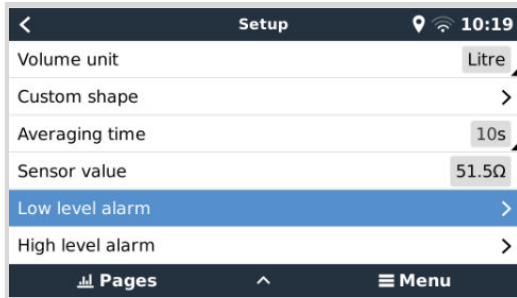 Setup 10:19
Volume unit Litre
Custom shape
Averaging time 10s
Sensor value 51.5Ω
Low level alarm
High level alarm
Pages Menu